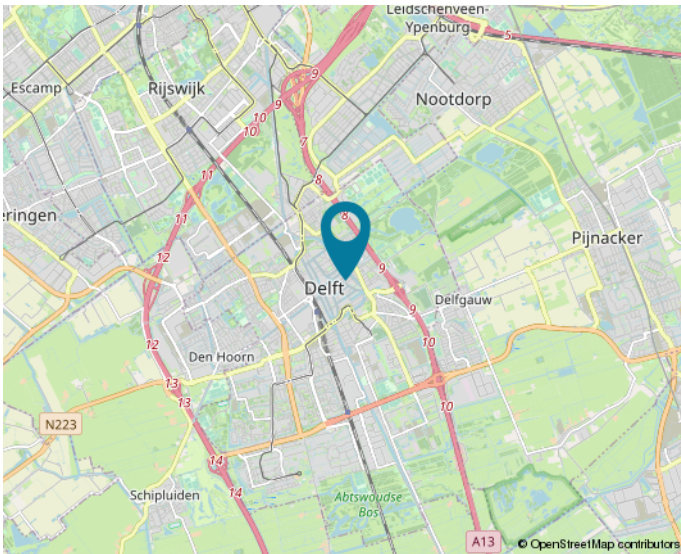 Leidschenveen-
Ypenburg
5
9
Escamp
Rijswijk
9
10
10
Nootdorp
7
11
8
11
eringen
8
Pijnacker
12
9
Delft
Delfgauw
9
12
10
Den Hoorn
13
13
10
N223
14
14
Schipluiden
Abtswoudse
Bos
A13
© OpenStreetMap contributors